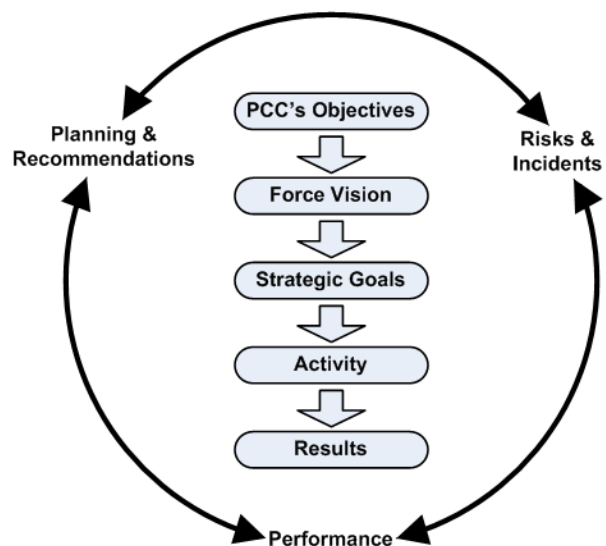 PCC's Objectives
Planning &
Recommendations
Risks &
Incidents
Force Vision
Strategic Goals
Activity
Results
Performance